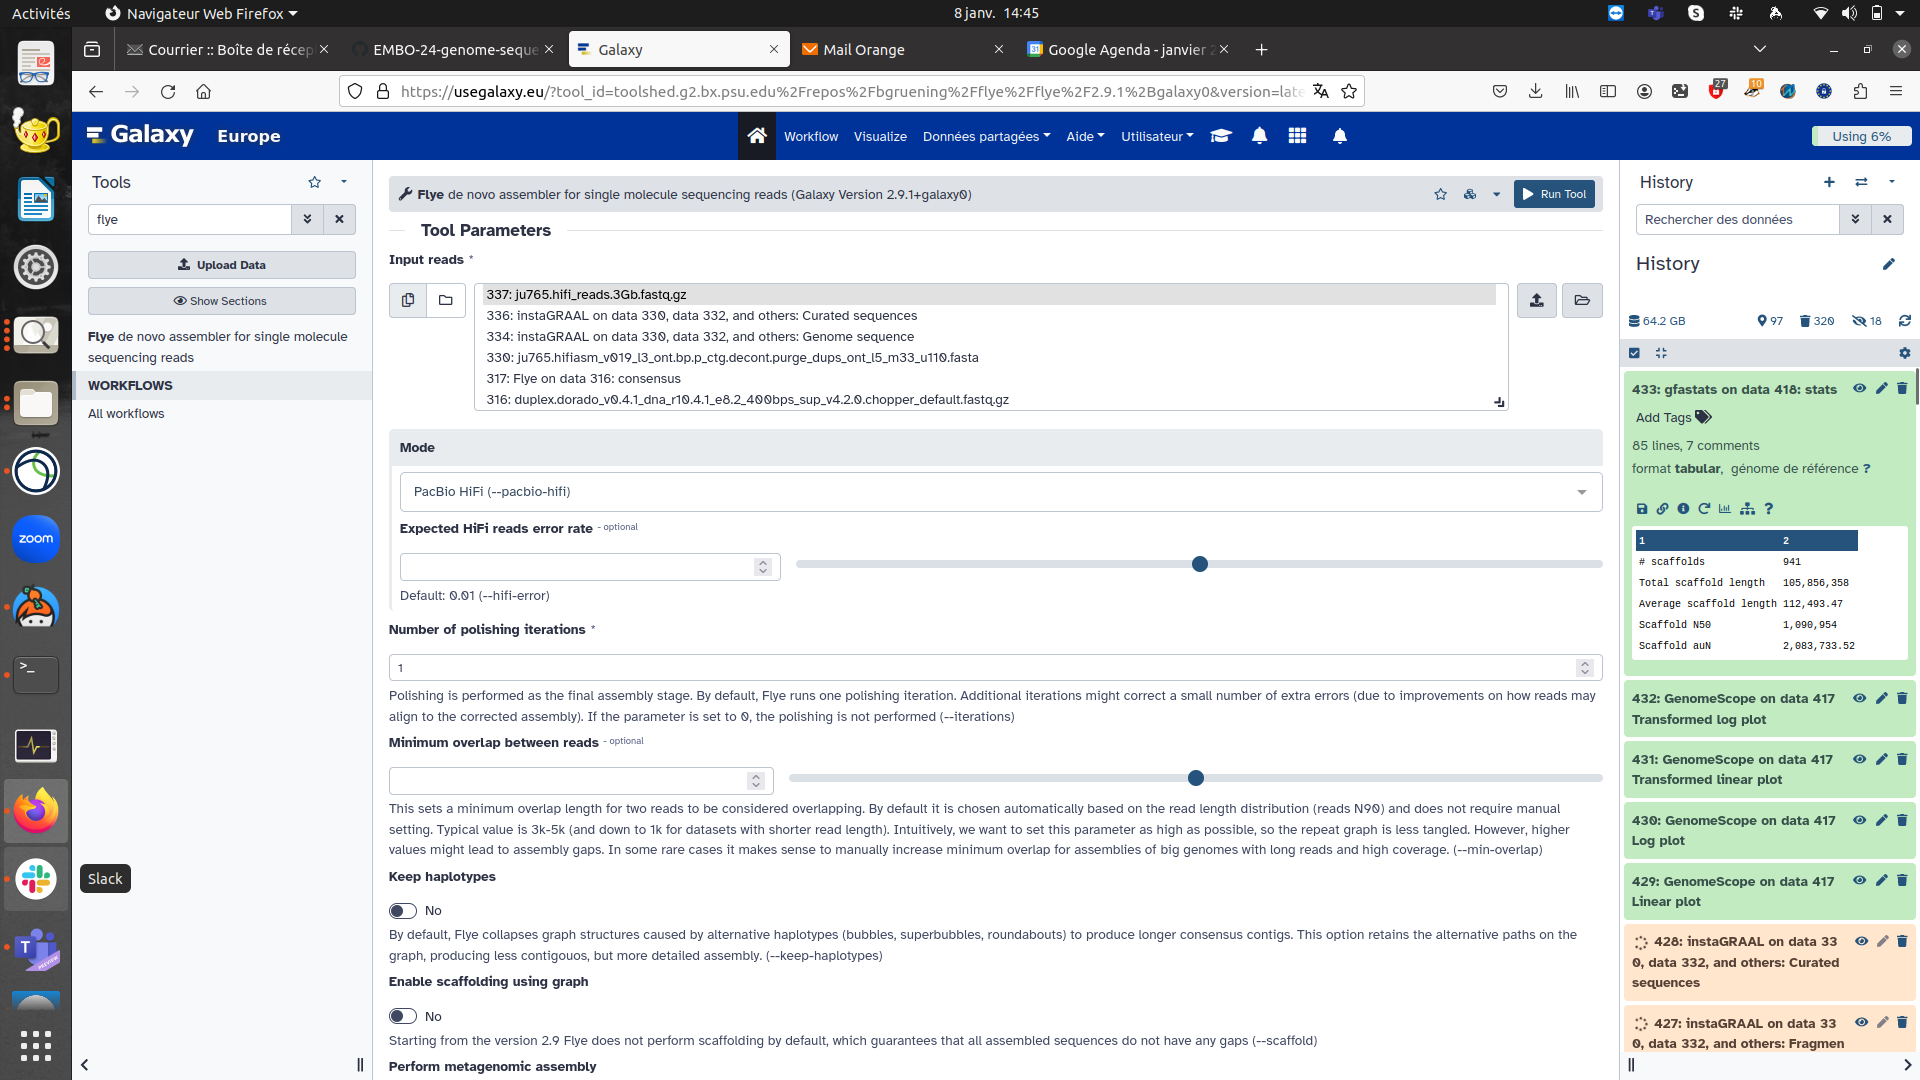 Activités
Navigateur Web Firefox
8 janv. 14:45
Courrier :: Boîte de récep
EMBO-24-genome-seque
Galaxy
Mail Orange
Google Agenda - janvier 2
https://usegalaxy.eu/?tool_id=toolshed.g2.bx.psu.edu%2Frepos%2Fbgruening%2Fflye%2Fflye%2F2.9.1%2Bgalaxy0&version=late
27
10
Galaxy Europe
Workflow
Visualize
Données partagées
Aide
Utilisateur
Using 6%
Tools
flye
Upload Data
Show Sections
Flye de novo assembler for single molecule
sequencing reads
WORKFLOWS
All workflows
Flye de novo assembler for single molecule sequencing reads (Galaxy Version 2.9.1+galaxy0)
Run Tool
Tool Parameters
Input reads *
337: ju765.hifi_reads.3Gb.fastq.gz
336: instaGRAAL on data 330, data 332, and others: Curated sequences
334: instaGRAAL on data 330, data 332, and others: Genome sequence
330: ju765.hifiasm_v019_l3_ont.bp.p_ctg.decont.purge_dups_ont_l5_m33_u110.fasta
317: Flye on data 316: consensus
316: duplex.dorado_v0.4.1_dna_r10.4.1_e8.2_400bps_sup_v4.2.0.chopper_default.fastq.gz
Mode
PacBio HiFi (--pacbio-hifi)
Expected HiFi reads error rate - optional
Default: 0.01 (--hifi-error)
Number of polishing iterations *
1
Polishing is performed as the final assembly stage. By default, Flye runs one polishing iteration. Additional iterations might correct a small number of extra errors (due to improvements on how reads may
align to the corrected assembly). If the parameter is set to 0, the polishing is not performed (--iterations)
Minimum overlap between reads - optional
This sets a minimum overlap length for two reads to be considered overlapping. By default it is chosen automatically based on the read length distribution (reads N90) and does not require manual
setting. Typical value is 3k-5k (and down to 1k for datasets with shorter read length). Intuitively, we want to set this parameter as high as possible, so the repeat graph is less tangled. However, higher
values might lead to assembly gaps. In some rare cases it makes sense to manually increase minimum overlap for assemblies of big genomes with long reads and high coverage. (--min-overlap)
Keep haplotypes
No
By default, Flye collapses graph structures caused by alternative haplotypes (bubbles, superbubbles, roundabouts) to produce longer consensus contigs. This option retains the alternative paths on the
graph, producing less contigouos, but more detailed assembly. (--keep-haplotypes)
Enable scaffolding using graph
No
Starting from the version 2.9 Flye does not perform scaffolding by default, which guarantees that all assembled sequences do not have any gaps (--scaffold)
Perform metagenomic assembly
History
Rechercher des données
History
64.2 GB
97
320
18
433: gfastats on data 418: stats
Add Tags
85 lines, 7 comments
format tabular, génome de référence ?
1 2
# scaffolds 941
Total scaffold length 105,856,358
Average scaffold length 112,493.47
Scaffold N50 1,090,954
Scaffold auN 2,083,733.52
432: GenomeScope on data 417
Transformed log plot
431: GenomeScope on data 417
Transformed linear plot
430: GenomeScope on data 417
Log plot
429: GenomeScope on data 417
Linear plot
428: instaGRAAL on data 33
0, data 332, and others: Curated
sequences
427: instaGRAAL on data 33
0, data 332, and others: Fragmen
zoom
Slack
T
PREVIEW